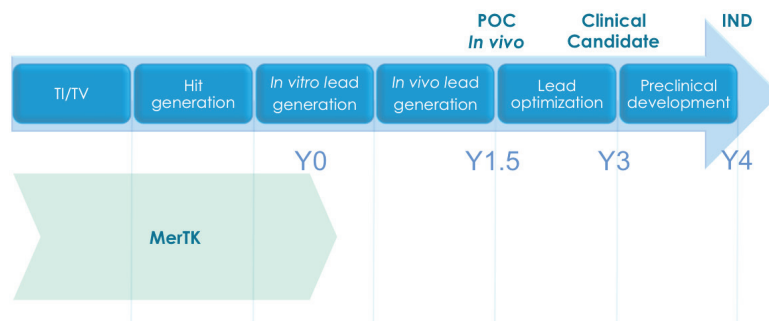 POC
In vivo
Clinical
Candidate
IND
TI/TV
Hit
generation
In vitro lead
generation
In vivo lead
generation
Lead
optimization
Preclinical
development
Y0
Y1.5
Y3
Y4
MerTK